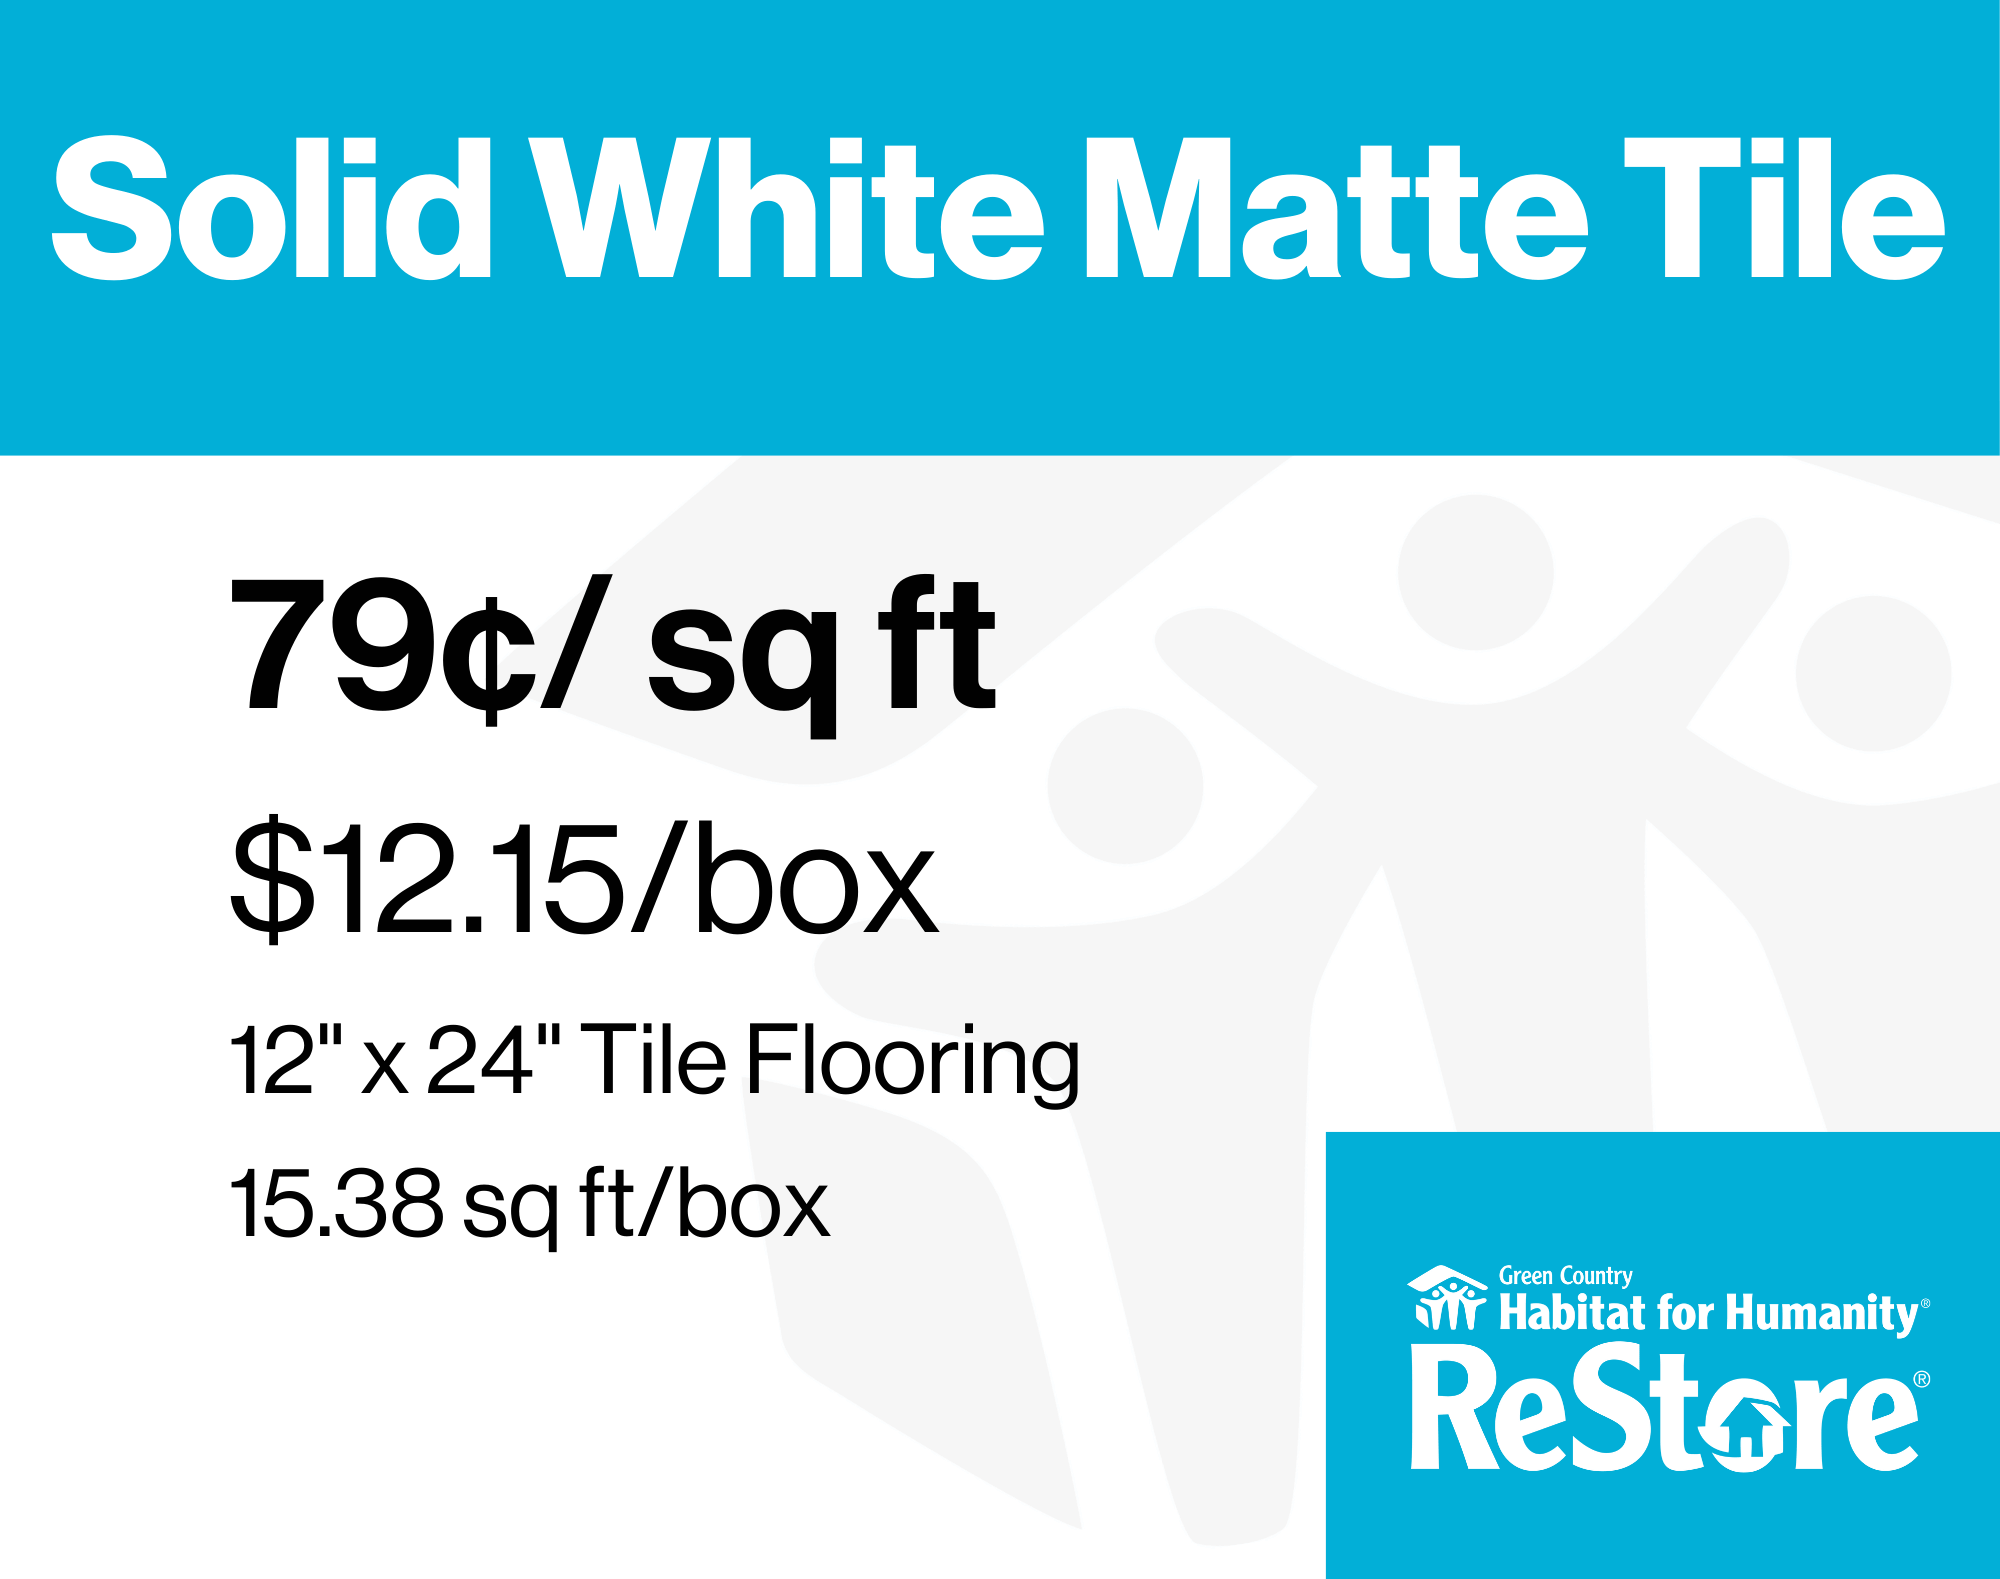 Solid White Matte Tile
79¢/ sq ft
$12.15/box
12" x 24" Tile Flooring
15.38 sq ft/box
Green Country
Habitat for Humanity®
ReStore®